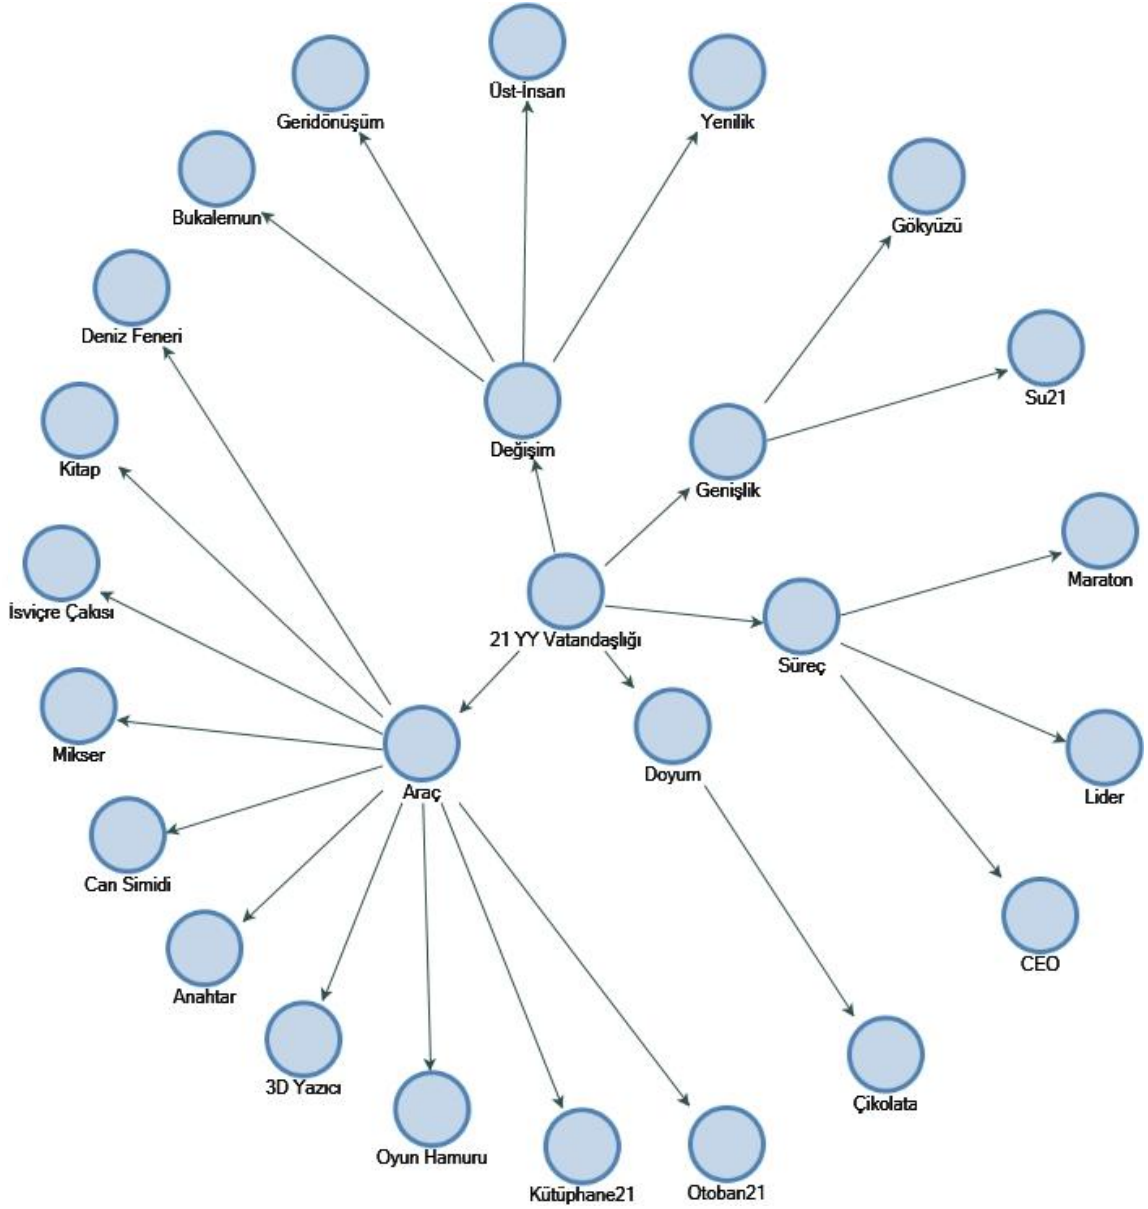 Üst-İnsan
Geridönüşüm
Yenilik
Bukalemun
Gökyüzü
Deniz Feneri
Su21
Değişim
Kitap
Genişlik
Maraton
İsviçre Çakısı
21 YY Vatandaşlığı
Süreç
Mikser
Doyum
Araç
Lider
Can Simidi
CEO
Anahtar
3D Yazıcı
Çikolata
Oyun Hamuru
Kütüphane21
Otoban21